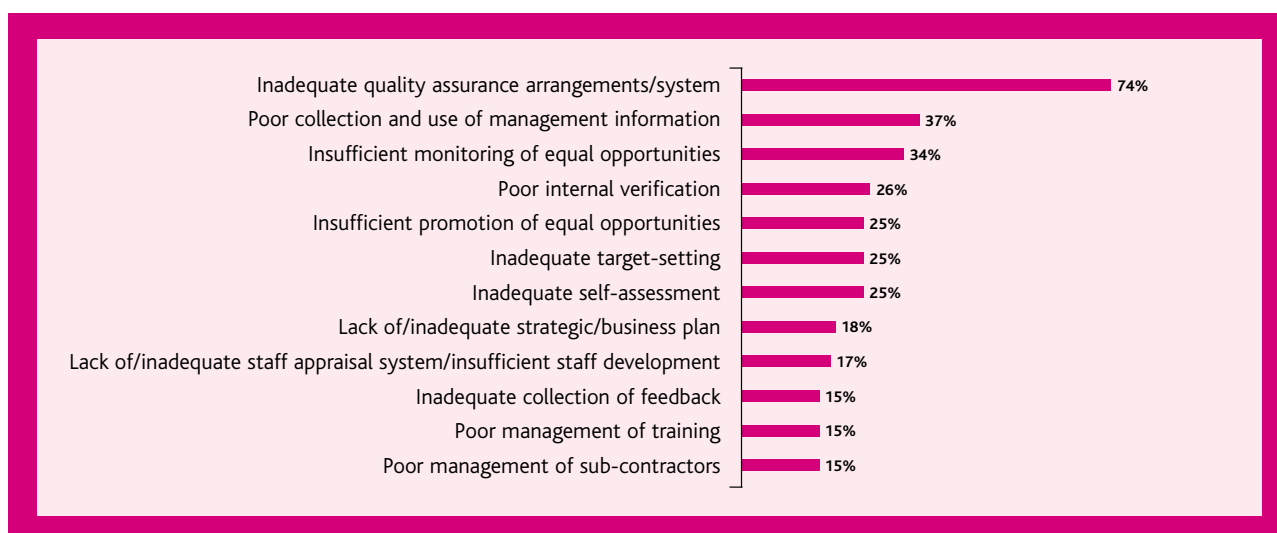 Inadequate quality assurance arrangements/system 74%
Poor collection and use of management information 37%
Insufficient monitoring of equal opportunities 34%
Poor internal verification 26%
Insufficient promotion of equal opportunities 25%
Inadequate target-setting 25%
Inadequate self-assessment 25%
Lack of/inadequate strategic/business plan 18%
Lack of/inadequate staff appraisal system/insufficient staff development 17%
Inadequate collection of feedback 15%
Poor management of training 15%
Poor management of sub-contractors 15%